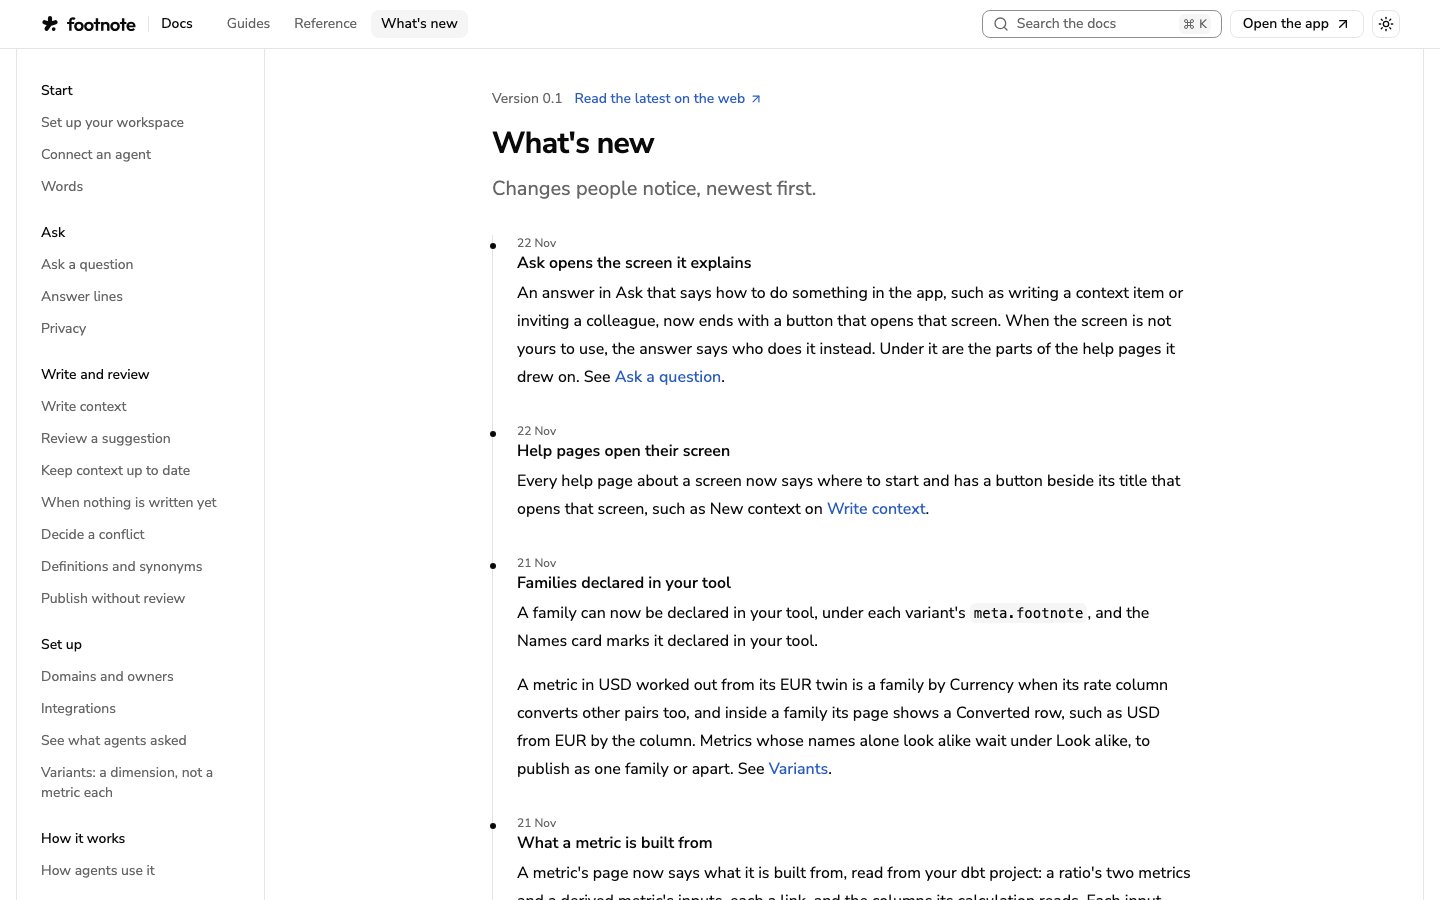 footnote
Docs
Guides
Reference
What's new
Search the docs
⌘ K
Open the app
Start
Set up your workspace
Connect an agent
Words
Ask
Ask a question
Answer lines
Privacy
Write and review
Write context
Review a suggestion
Keep context up to date
When nothing is written yet
Decide a conflict
Definitions and synonyms
Publish without review
Set up
Domains and owners
Integrations
See what agents asked
Variants: a dimension, not a
metric each
How it works
How agents use it
Version 0.1 Read the latest on the web
What's new
Changes people notice, newest first.
22 Nov
Ask opens the screen it explains
An answer in Ask that says how to do something in the app, such as writing a context item or
inviting a colleague, now ends with a button that opens that screen. When the screen is not
yours to use, the answer says who does it instead. Under it are the parts of the help pages it
drew on. See Ask a question.
22 Nov
Help pages open their screen
Every help page about a screen now says where to start and has a button beside its title that
opens that screen, such as New context on Write context.
21 Nov
Families declared in your tool
A family can now be declared in your tool, under each variant's meta.footnote, and the
Names card marks it declared in your tool.
A metric in USD worked out from its EUR twin is a family by Currency when its rate column
converts other pairs too, and inside a family its page shows a Converted row, such as USD
from EUR by the column. Metrics whose names alone look alike wait under Look alike, to
publish as one family or apart. See Variants.
21 Nov
What a metric is built from
A metric's page now says what it is built from, read from your dbt project: a ratio's two metrics
and a derived metric's inputs, each a link, and the columns its calculation reads. Each input